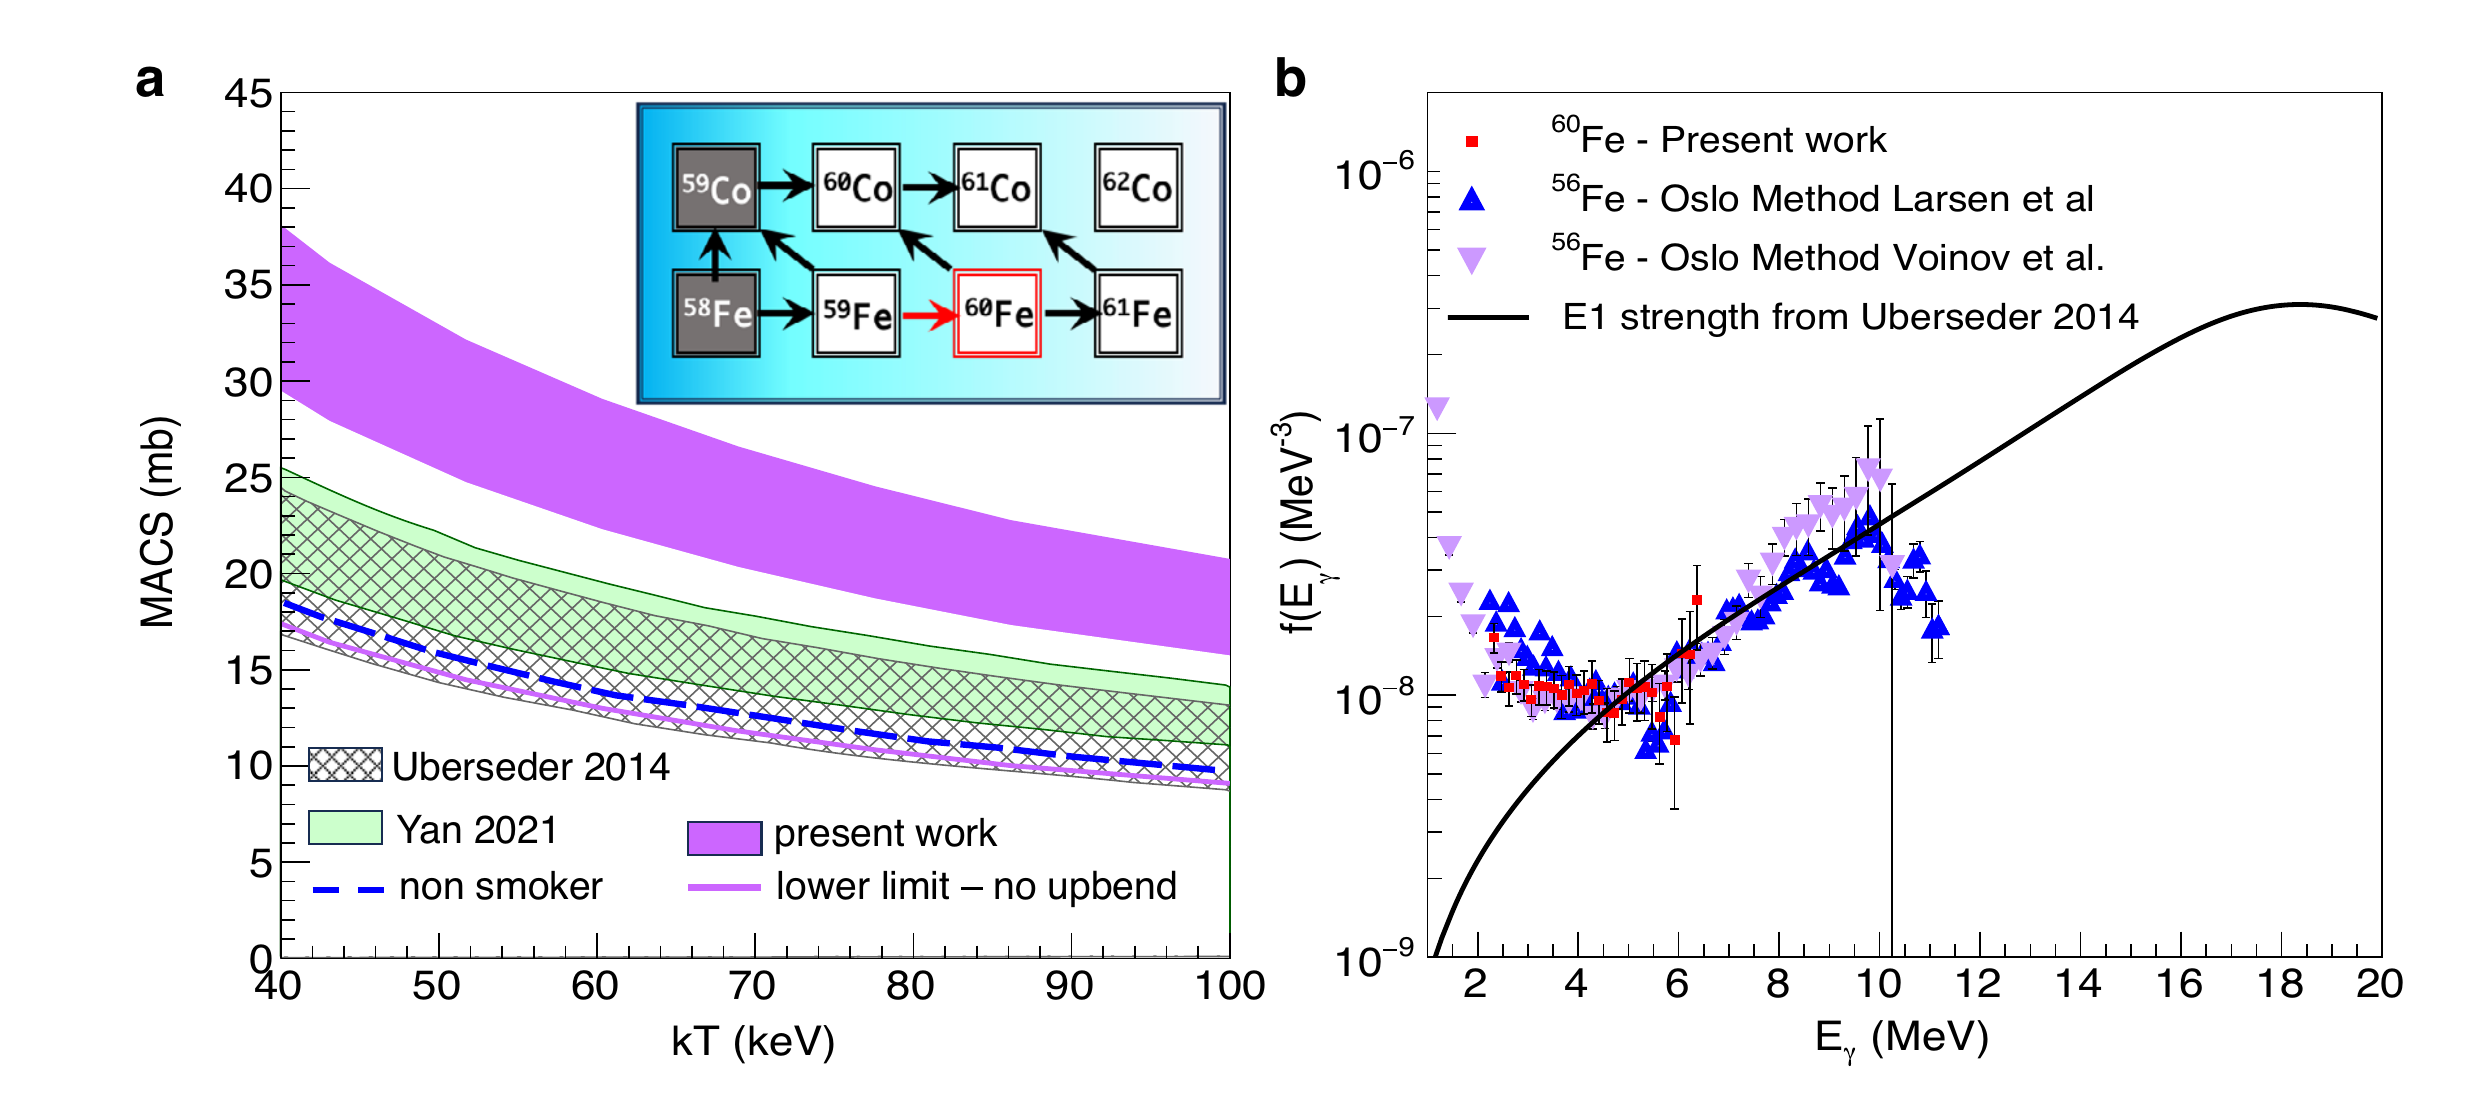 a
45
40
35
30
25
20
15
10
5
0
MACS (mb)
59Co 60Co 61Co 62Co
58Fe 59Fe 60Fe 61Fe
Uberseder 2014
Yan 2021
non smoker
present work
lower limit – no upbend
40 50 60 70 80 90 100
kT (keV)
b
60Fe - Present work
56Fe - Oslo Method Larsen et al
56Fe - Oslo Method Voinov et al.
E1 strength from Uberseder 2014
10−6
10−7
10−8
10−9
f(Eγ) (MeV-3)
2 4 6 8 10 12 14 16 18 20
Eγ (MeV)